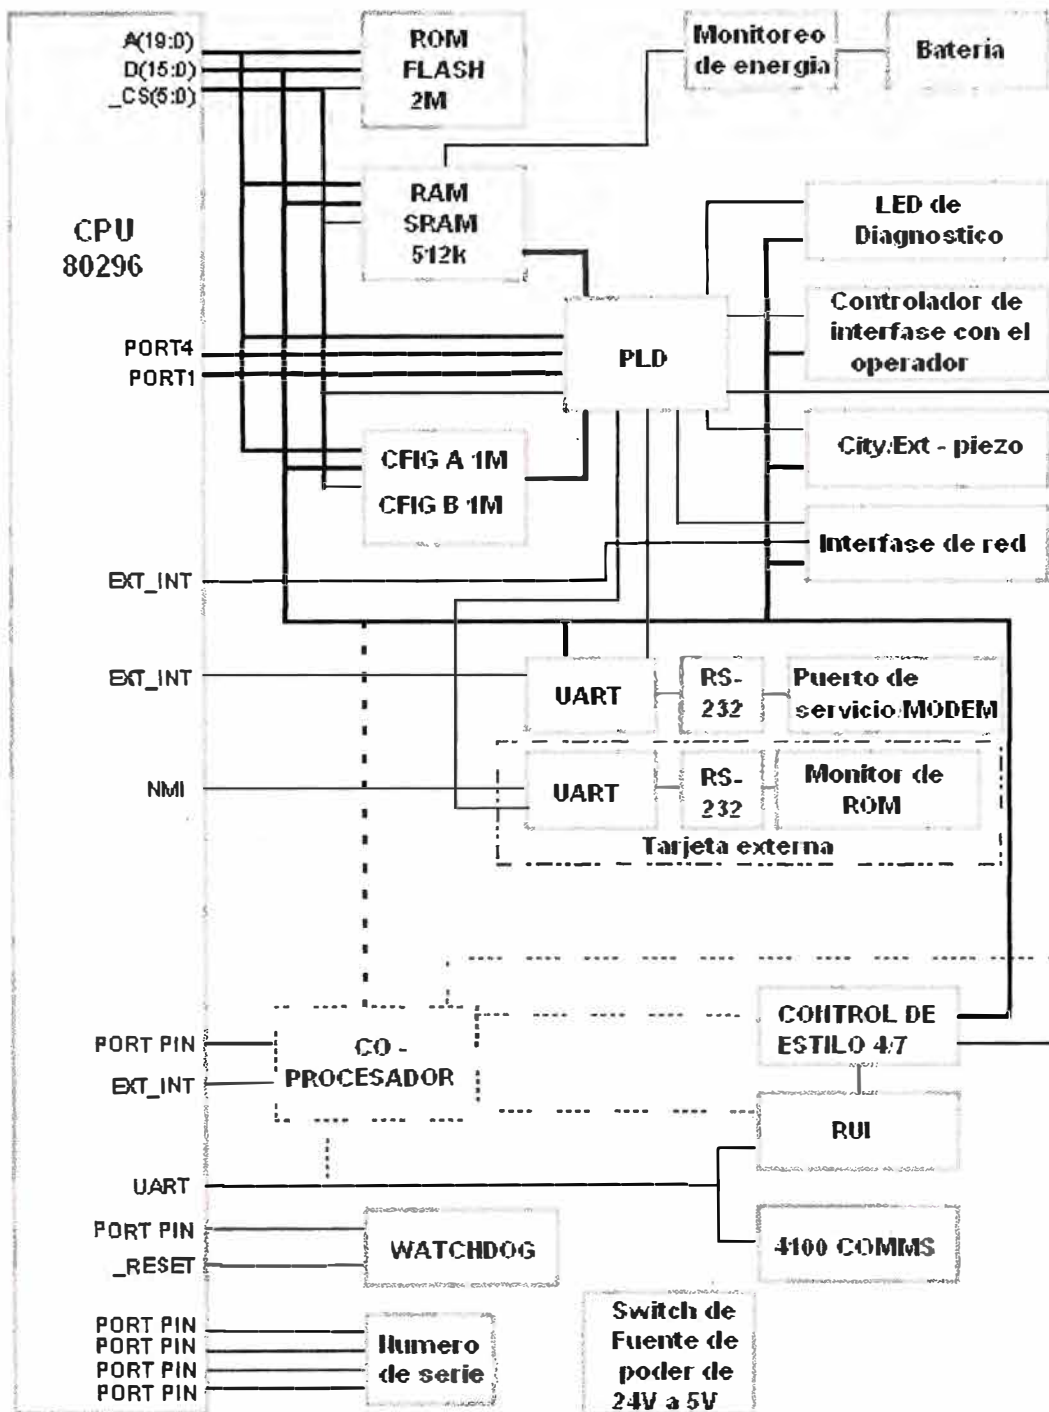 A(19:0)
D(15:0)
_CS(5:0)
CPU
80296
ROM
FLASH
2M
Monitoreo
de energia
Bateria
RAM
SRAM
512k
LED de
Diagnostico
PORT4
PORT1
PLD
Controlador de
interfase con el
operador
CFIG A 1M
CFIG B 1M
City/Ext - piezo
EXT_INT
Interfase de red
EXT_INT
UART
RS-
232
Puerto de
servicio/MODEM
NMI
UART
RS-
232
Monitor de
ROM
Tarjeta externa
PORT PIN
EXT_INT
CO -
PROCESADOR
CONTROL DE
ESTILO 4/7
RUI
UART
PORT PIN
_RESET
WATCHDOG
4100 COMMS
PORT PIN
PORT PIN
PORT PIN
PORT PIN
Numero
de serie
Switch de
Fuente de
poder de
24V a 5V